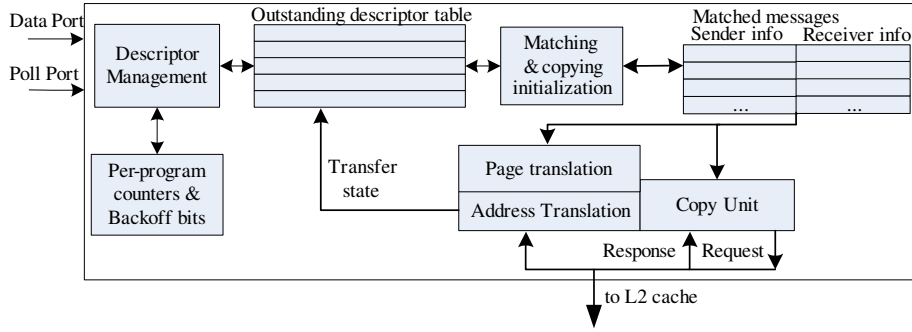 Data Port
Poll Port
Descriptor
Management
Per-program
counters &
Backoff bits
Outstanding descriptor table
Matching
& copying
initialization
Matched messages
Sender info
Receiver info
...
...
Transfer
state
Page translation
Address Translation
Copy Unit
Response
Request
to L2 cache